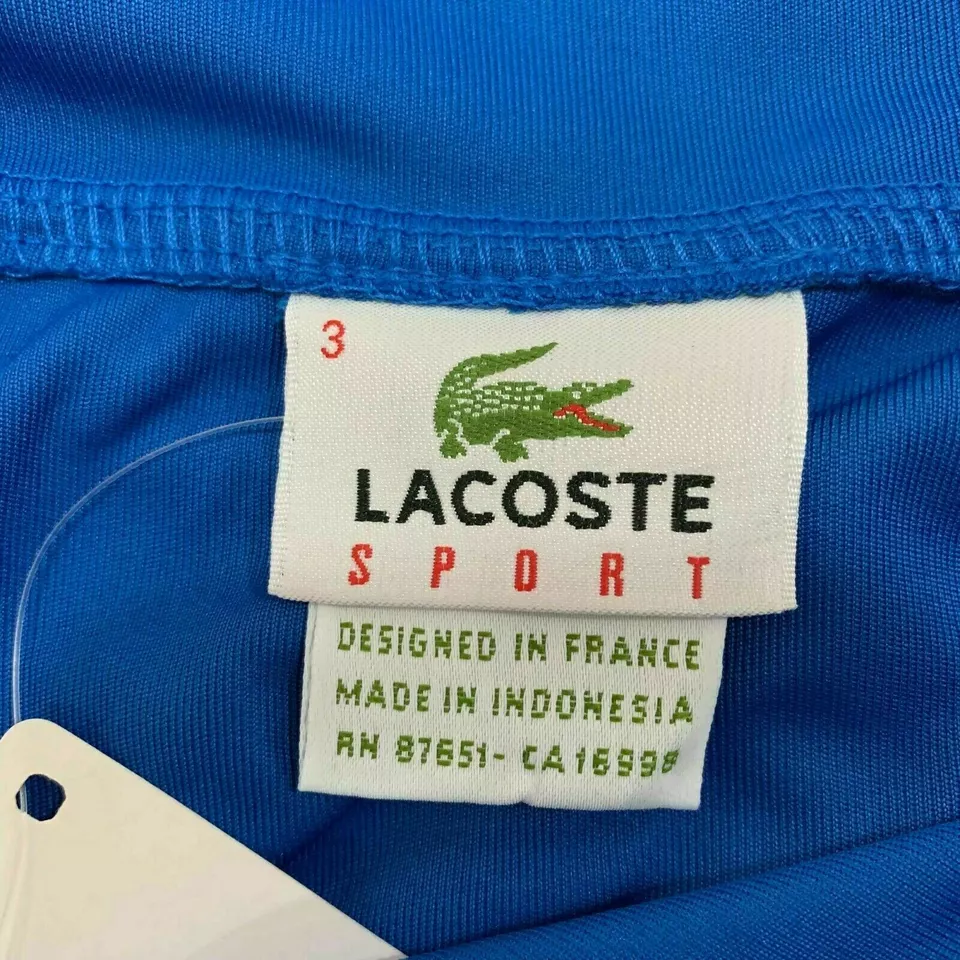 3
LACOSTE
SPORT
DESIGNED IN FRANCE
MADE IN INDONESIA
RN 87651- CA16998